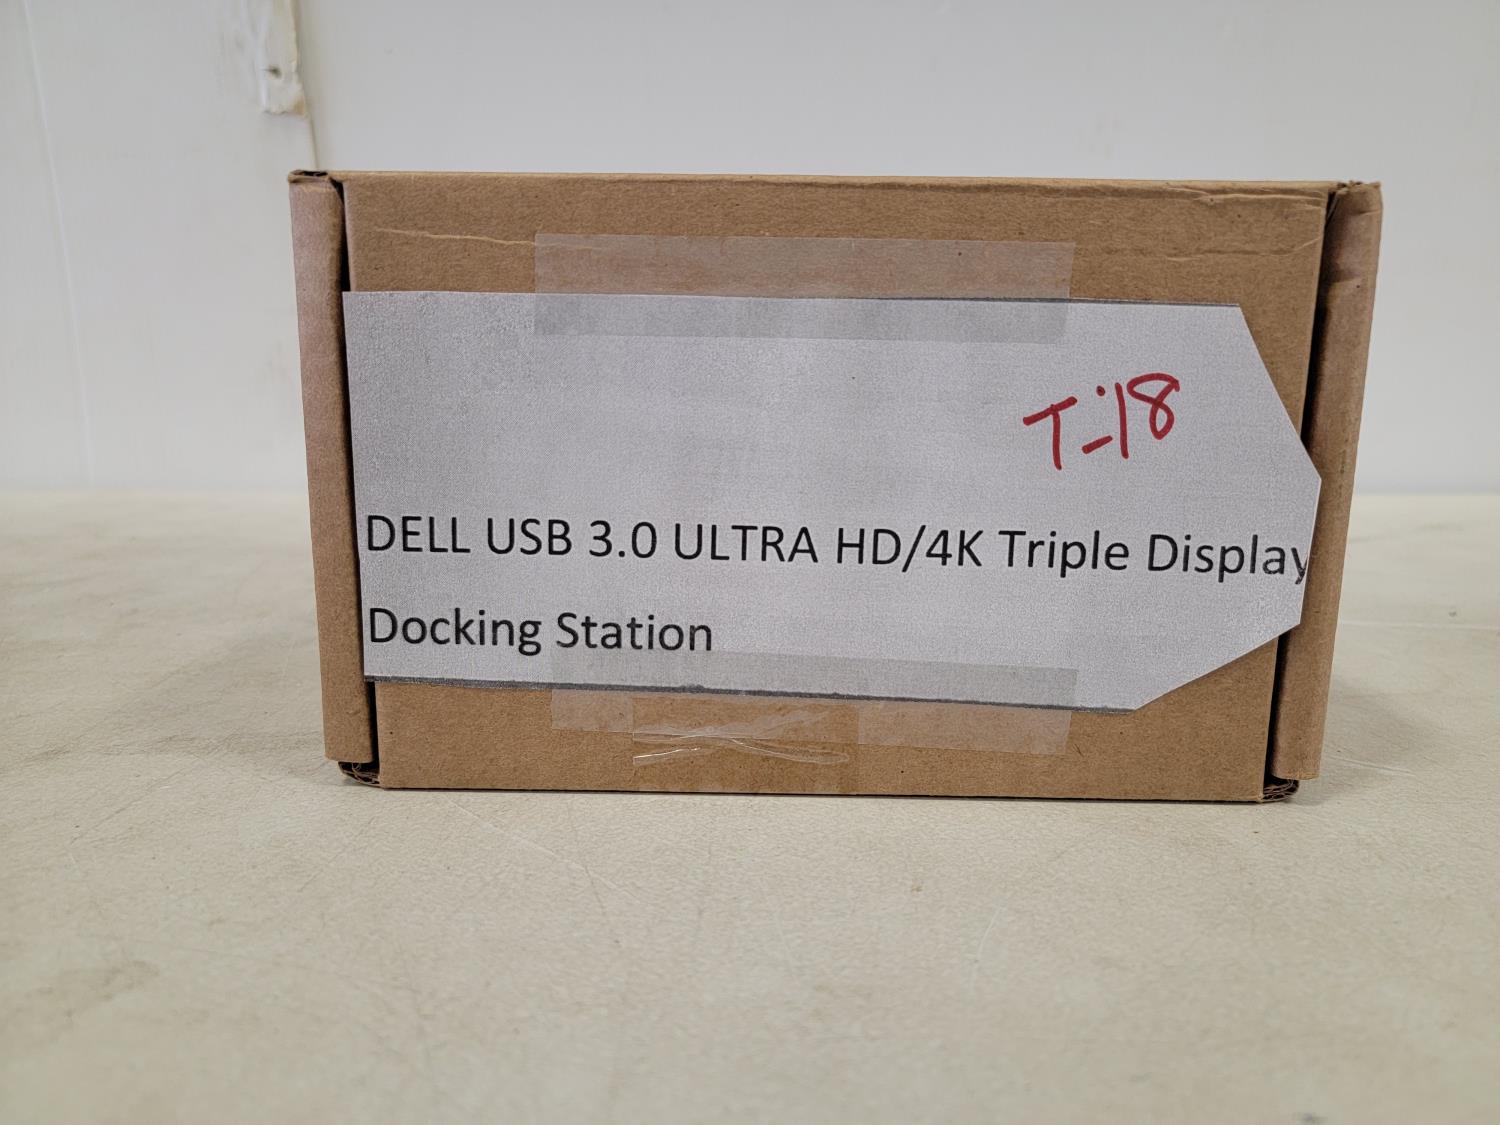 T-18
DELL USB 3.0 ULTRA HD/4K Triple Display
Docking Station